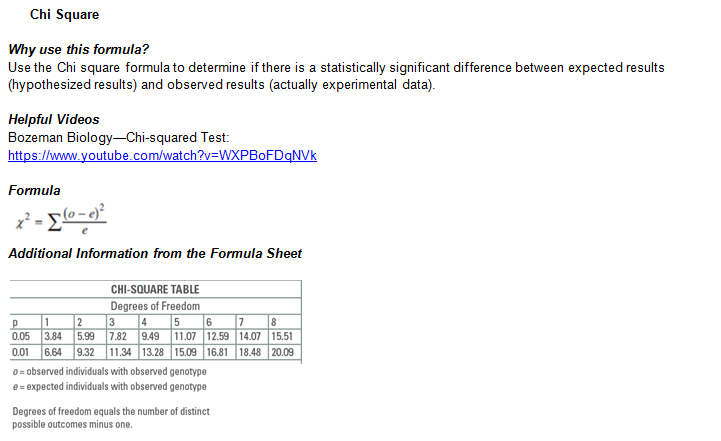 Chi Square
Why use this formula?
Use the Chi square formula to determine if there is a statistically significant difference between expected results
(hypothesized results) and observed results (actually experimental data).
Helpful Videos
Bozeman Biology—Chi-squared Test:
https://www.youtube.com/watch?v=WXPBoFDqNVk
Formula
χ² = Σ (o – e)² / e
Additional Information from the Formula Sheet
CHI-SQUARE TABLE
Degrees of Freedom
p 1 2 3 4 5 6 7 8
0.05 3.84 5.99 7.82 9.49 11.07 12.59 14.07 15.51
0.01 6.64 9.32 11.34 13.28 15.09 16.81 18.48 20.09
o = observed individuals with observed genotype
e = expected individuals with observed genotype
Degrees of freedom equals the number of distinct
possible outcomes minus one.